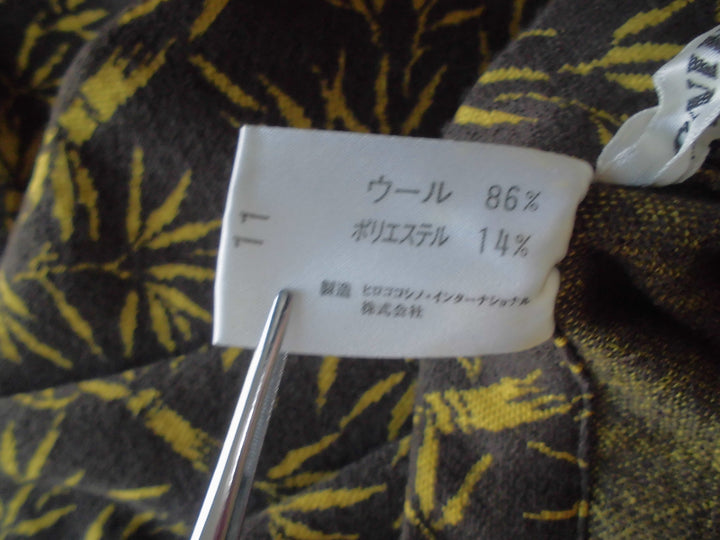 ウール 86%
ポリエステル 14%
製造 ヒロココシノ・インターナショナル
株式会社
11